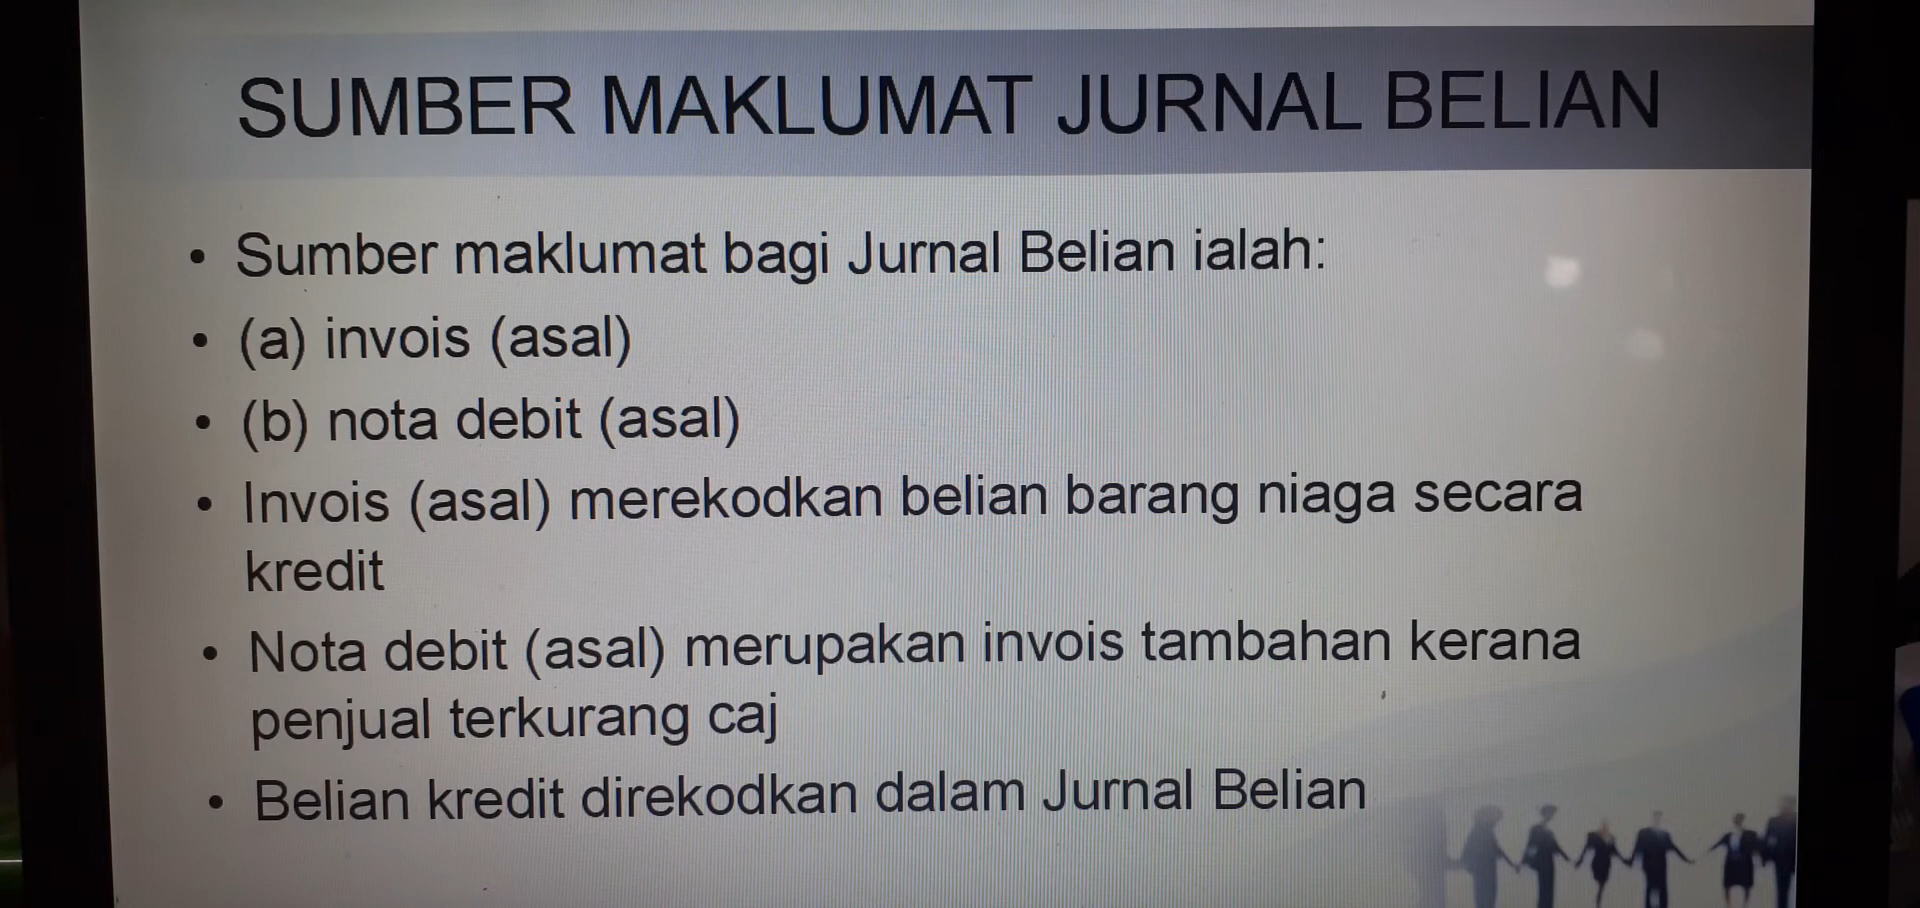 SUMBER MAKLUMAT JURNAL BELIAN
• Sumber maklumat bagi Jurnal Belian ialah:
• (a) invois (asal)
• (b) nota debit (asal)
• Invois (asal) merekodkan belian barang niaga secara
kredit
• Nota debit (asal) merupakan invois tambahan kerana
penjual terkurang caj
• Belian kredit direkodkan dalam Jurnal Belian